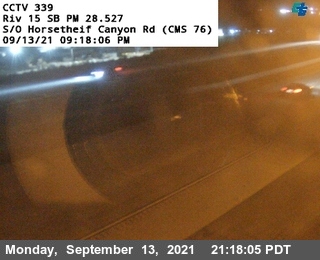 CCTV 339
Riv 15 SB PM 28.527
S/O Horsetheif Canyon Rd (CMS 76)
09/13/21 09:18:06 PM
Monday, September 13, 2021 21:18:05 PDT